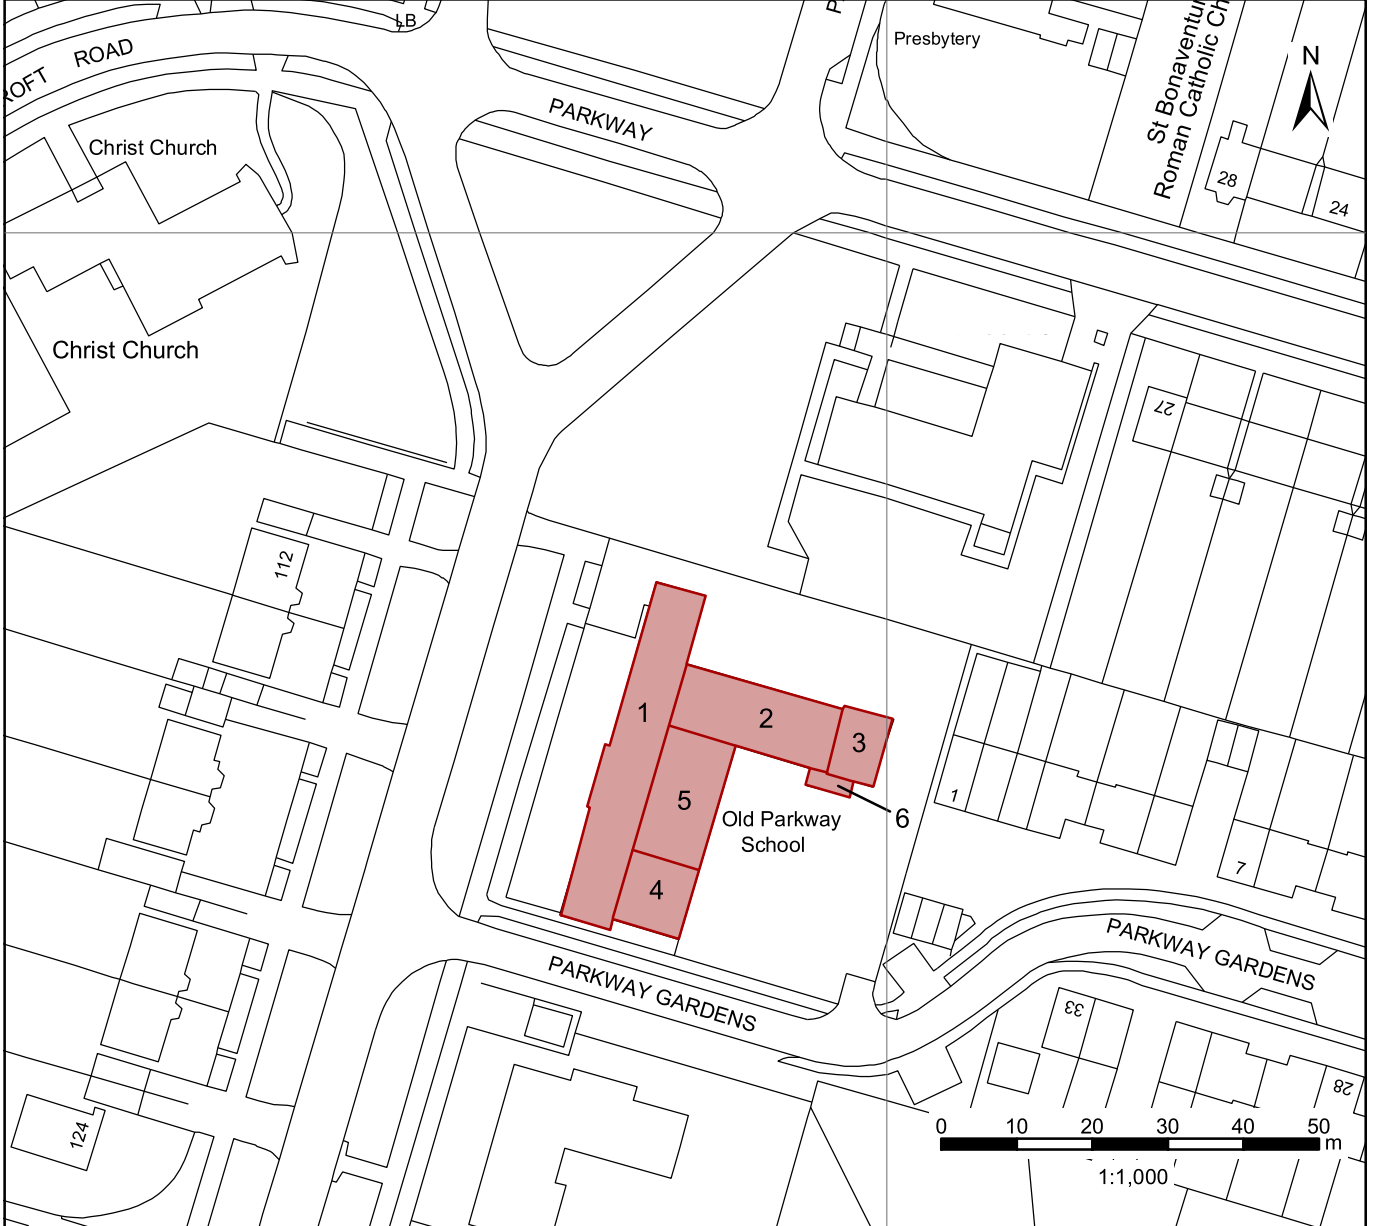 LB
ROAD
PARKWAY
Presbytery
N
St Bonaventu
Roman Catholic Ch
28
24
Christ Church
Christ Church
27
112
1
2
3
5
6
4
Old Parkway
School
1
7
PARKWAY GARDENS
PARKWAY GARDENS
33
28
124
0 10 20 30 40 50 m
1:1,000